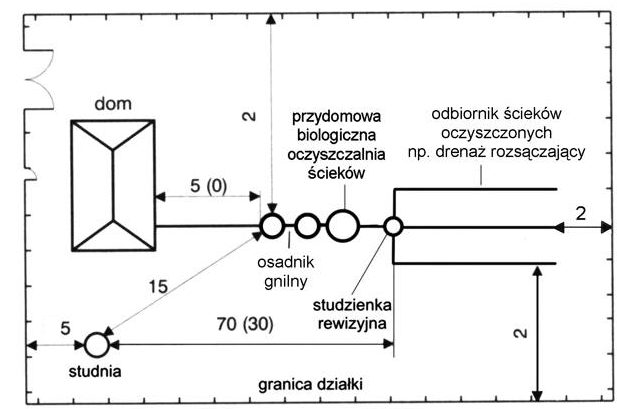 dom
2
przydomowa
biologiczna
oczyszczalnia
ścieków
odbiornik ścieków
oczyszczonych
np. drenaż rozsączający
5 (0)
2
osadnik
gnilny
15
studzienka
rewizyjna
70 (30)
5
2
studnia
granica działki